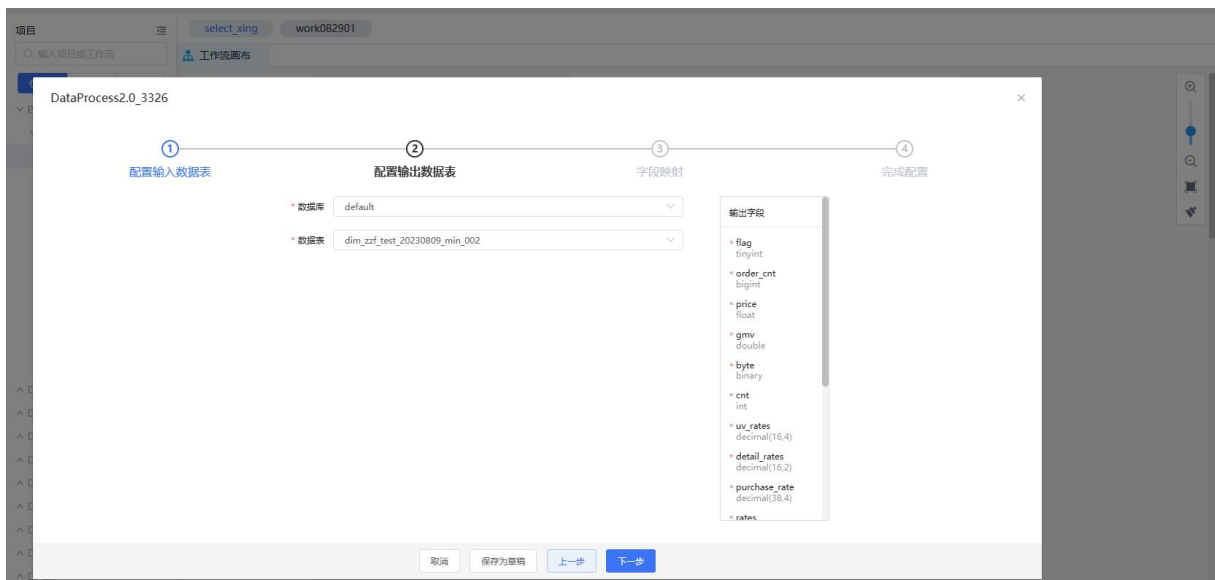 项目
select_xing
work082901
输入项目或工作流
工作流画布
DataProcess2.0_3326
1
2
3
4
配置输入数据表
配置输出数据表
字段映射
完成配置
* 数据库
default
* 数据表
dim_zzf_test_20230809_min_002
输出字段
* flag
tinyint
* order_cnt
bigint
* price
float
* gmv
double
* byte
binary
* cnt
int
* uv_rates
decimal(16,4)
* detail_rates
decimal(16,2)
* purchase_rate
decimal(38,4)
* rates
取消
保存为草稿
上一步
下一步